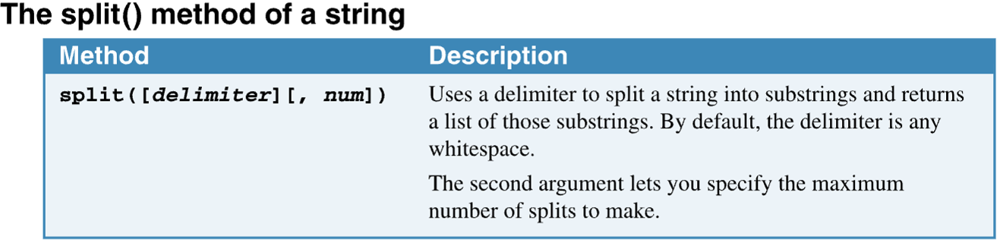 The split() method of a string
Method Description
split([delimiter][, num]) Uses a delimiter to split a string into substrings and returns
a list of those substrings. By default, the delimiter is any
whitespace.
The second argument lets you specify the maximum
number of splits to make.